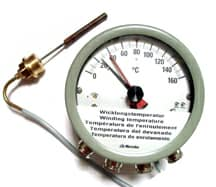 0 20 40 60 80 100 120 140 160
°C
Wicklungstemperatur
Winding temperature
Température de l'enroulement
Temperatura del devanado
Temperatura do enrolamento